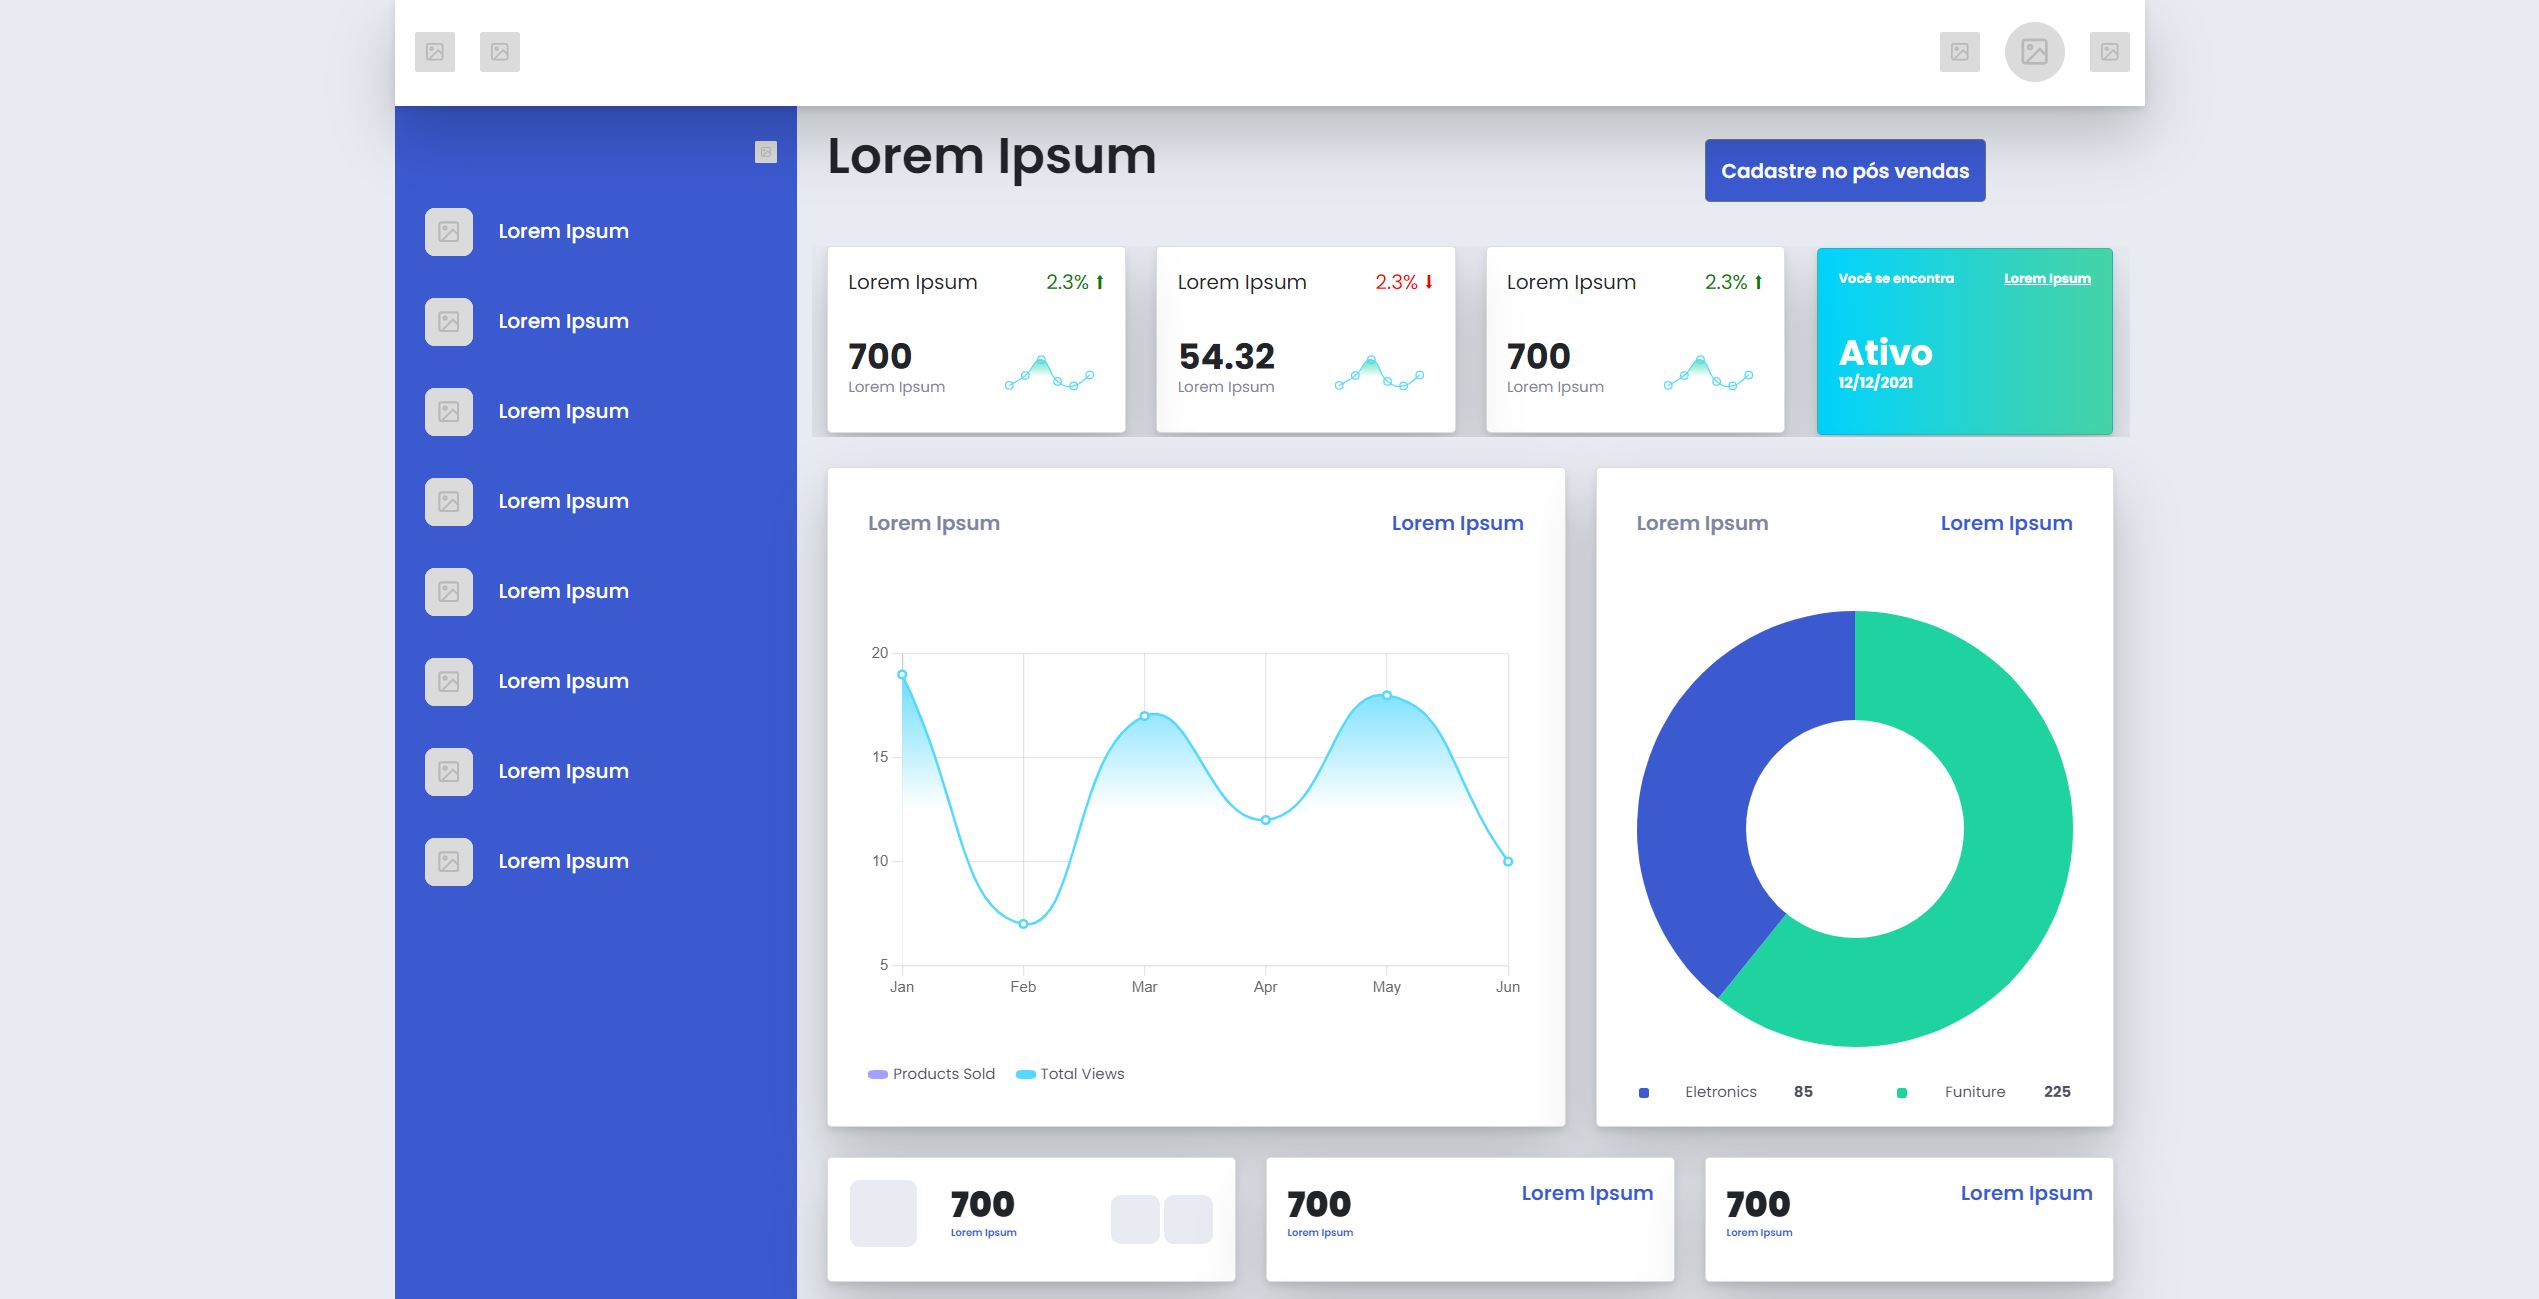 Lorem Ipsum
Cadastre no pós vendas
Lorem Ipsum
Lorem Ipsum
Lorem Ipsum
Lorem Ipsum
Lorem Ipsum
Lorem Ipsum
Lorem Ipsum
Lorem Ipsum
Lorem Ipsum 2.3%
700
Lorem Ipsum
Lorem Ipsum 2.3%
54.32
Lorem Ipsum
Lorem Ipsum 2.3%
700
Lorem Ipsum
Você se encontra Lorem Ipsum
Ativo
12/12/2021
Lorem Ipsum Lorem Ipsum
20
15
10
5
Jan Feb Mar Apr May Jun
Products Sold Total Views
Lorem Ipsum Lorem Ipsum
Eletronics 85 Funiture 225
700
Lorem Ipsum
700 Lorem Ipsum
Lorem Ipsum
700 Lorem Ipsum
Lorem Ipsum